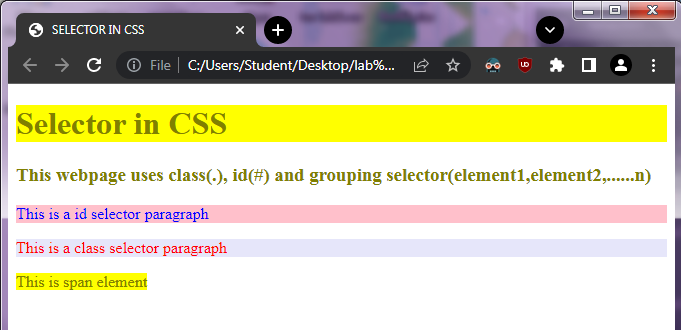 SELECTOR IN CSS
File
C:/Users/Student/Desktop/lab%...
Selector in CSS
This webpage uses class(.), id(#) and grouping selector(element1,element2,......n)
This is a id selector paragraph
This is a class selector paragraph
This is span element